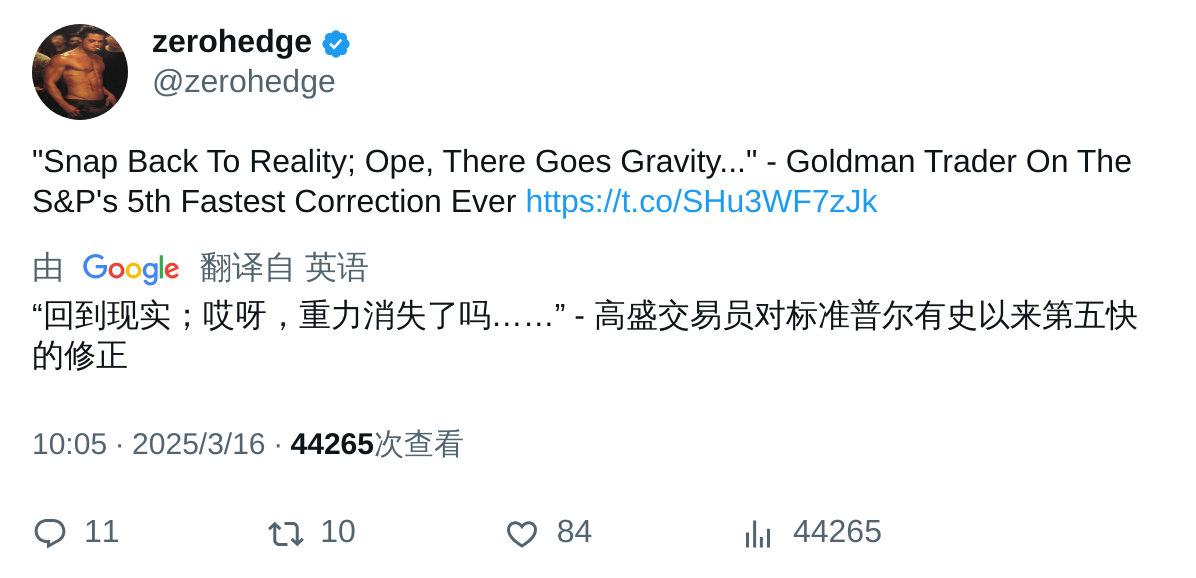 zerohedge
@zerohedge
"Snap Back To Reality; Ope, There Goes Gravity..." - Goldman Trader On The
S&P's 5th Fastest Correction Ever https://t.co/SHu3WF7zJk
由 Google 翻译自 英语
“回到现实；哎呀，重力消失了吗……” - 高盛交易员对标准普尔有史以来第五快
的修正
10:05 · 2025/3/16 · 44265次查看
11 10 84 44265